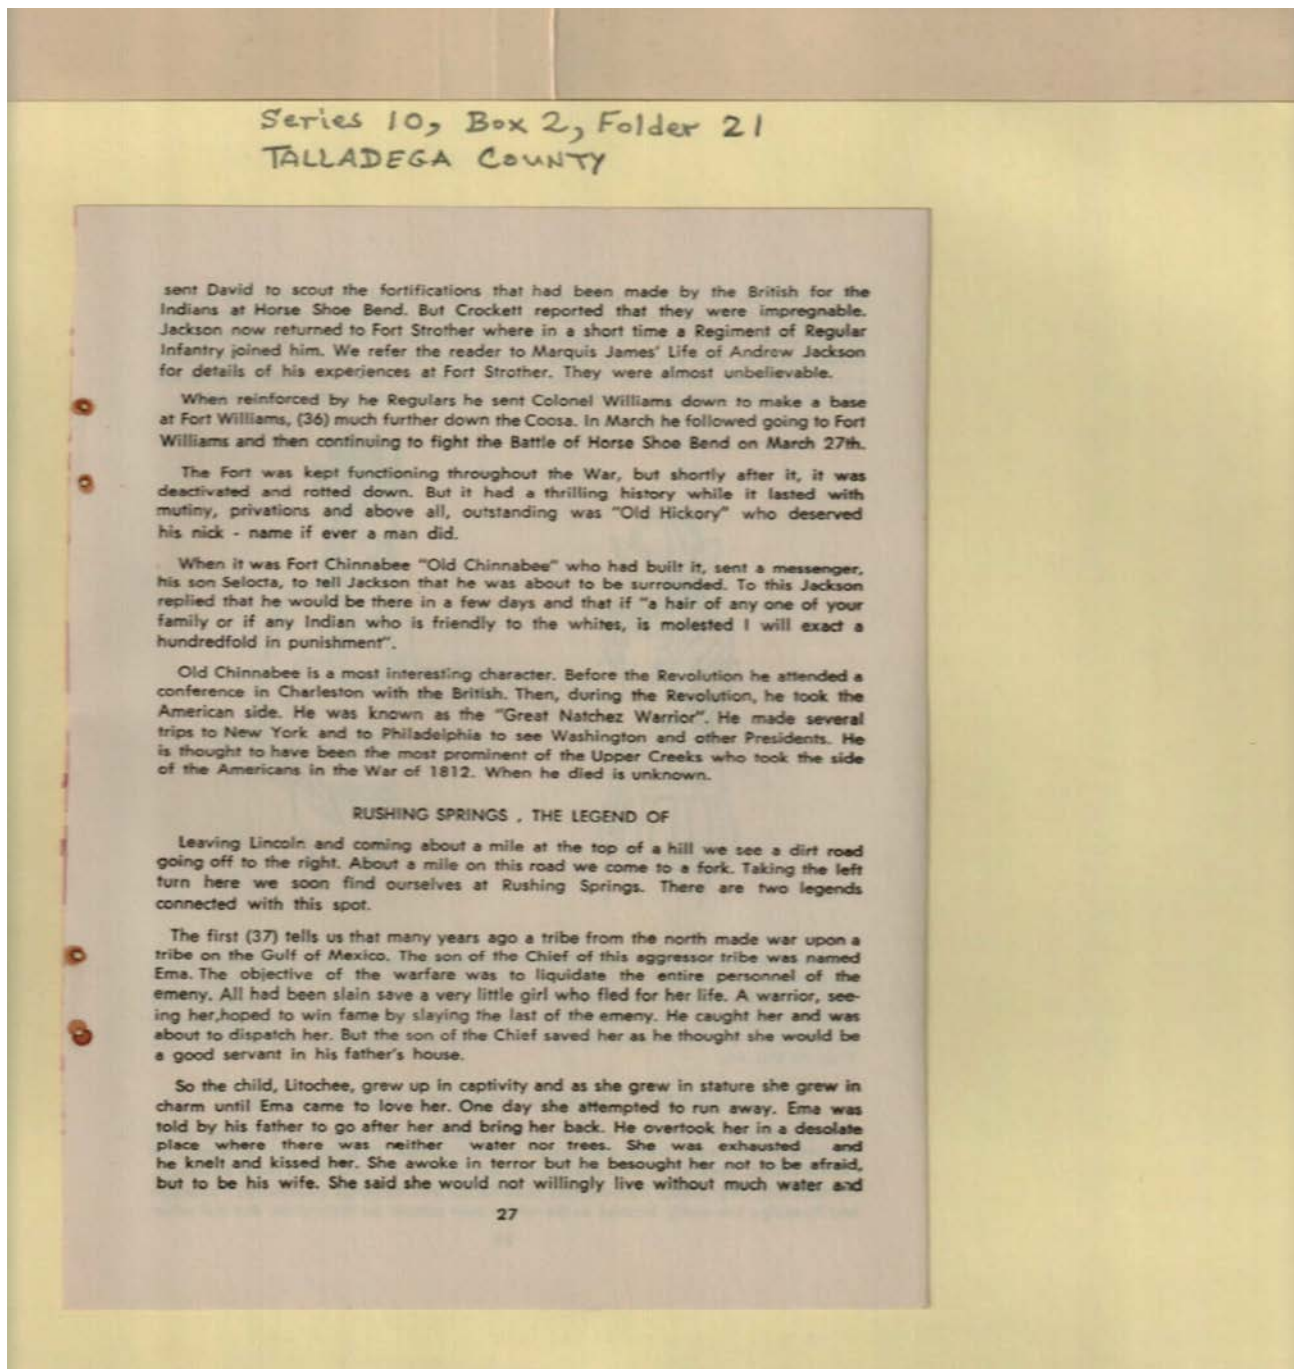 Series 10, Box 2, Folder 21
TALLADEGA COUNTY
sent David to scout the fortifications that had been made by the British for the
Indians at Horse Shoe Bend. But Crockett reported that they were impregnable.
Jackson now returned to Fort Strother where in a short time a Regiment of Regular
Infantry joined him. We refer the reader to Marquis James' Life of Andrew Jackson
for details of his experiences at Fort Strother. They were almost unbelievable.
When reinforced by he Regulars he sent Colonel Williams down to make a base
at Fort Williams, (36) much further down the Coosa. In March he followed going to Fort
Williams and then continuing to fight the Battle of Horse Shoe Bend on March 27th.
The Fort was kept functioning throughout the War, but shortly after it, it was
deactivated and rotted down. But it had a thrilling history while it lasted with
mutiny, privations and above all, outstanding was "Old Hickory" who deserved
his nick - name if ever a man did.
When it was Fort Chinnabee "Old Chinnabee" who had built it, sent a messenger,
his son Selocta, to tell Jackson that he was about to be surrounded. To this Jackson
replied that he would be there in a few days and that if "a hair of any one of your
family or if any Indian who is friendly to the whites, is molested I will exact a
hundredfold in punishment".
Old Chinnabee is a most interesting character. Before the Revolution he attended a
conference in Charleston with the British. Then, during the Revolution, he took the
American side. He was known as the "Great Natchez Warrior". He made several
trips to New York and to Philadelphia to see Washington and other Presidents. He
is thought to have been the most prominent of the Upper Creeks who took the side
of the Americans in the War of 1812. When he died is unknown.
RUSHING SPRINGS , THE LEGEND OF
Leaving Lincoln and coming about a mile at the top of a hill we see a dirt road
going off to the right. About a mile on this road we come to a fork. Taking the left
turn here we soon find ourselves at Rushing Springs. There are two legends
connected with this spot.
The first (37) tells us that many years ago a tribe from the north made war upon a
tribe on the Gulf of Mexico. The son of the Chief of this aggressor tribe was named
Ema. The objective of the warfare was to liquidate the entire personnel of the
emeny. All had been slain save a very little girl who fled for her life. A warrior, see-
ing her,hoped to win fame by slaying the last of the emeny. He caught her and was
about to dispatch her. But the son of the Chief saved her as he thought she would be
a good servant in his father's house.
So the child, Litochee, grew up in captivity and as she grew in stature she grew in
charm until Ema came to love her. One day she attempted to run away. Ema was
told by his father to go after her and bring her back. He overtook her in a desolate
place where there was neither water nor trees. She was exhausted and
he knelt and kissed her. She awoke in terror but he besought her not to be afraid,
but to be his wife. She said she would not willingly live without much water and
27